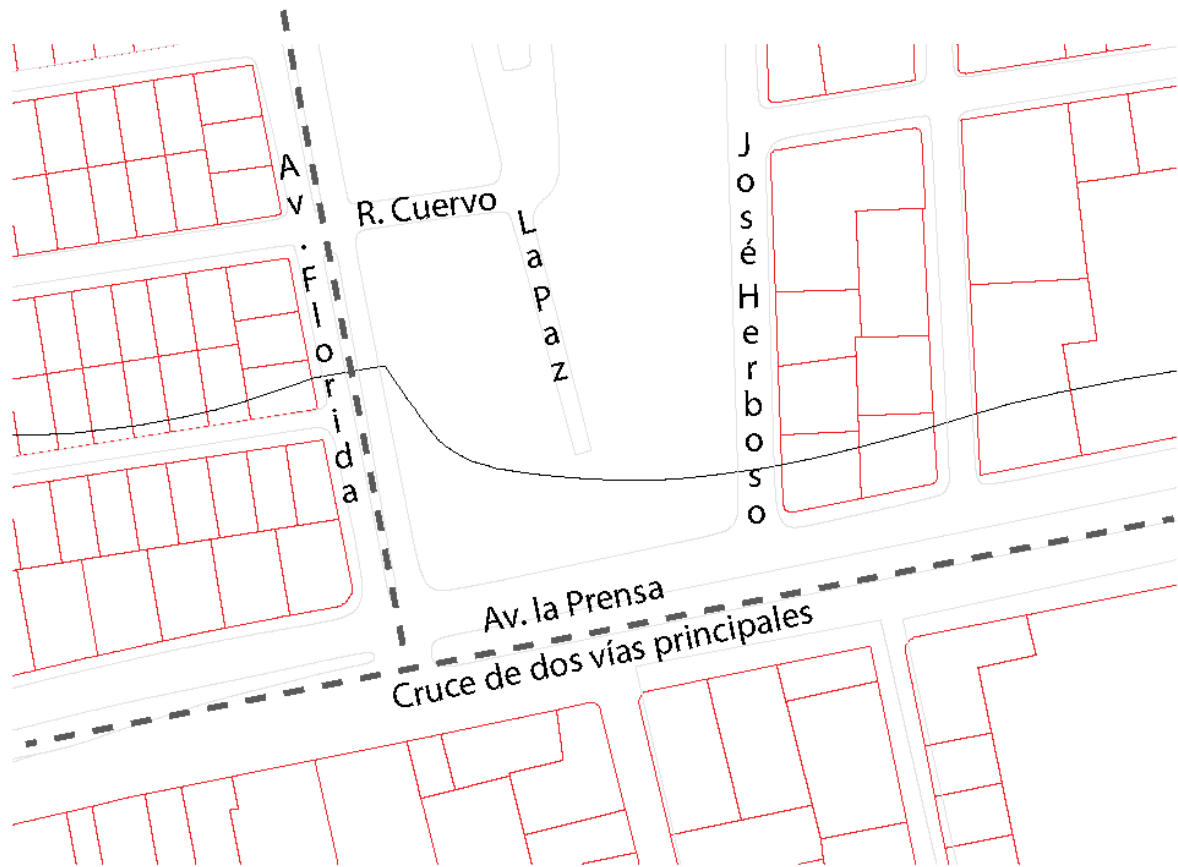 Av. Florida
R. Cuervo
La Paz
José Herboso
Av. la Prensa
Cruce de dos vías principales